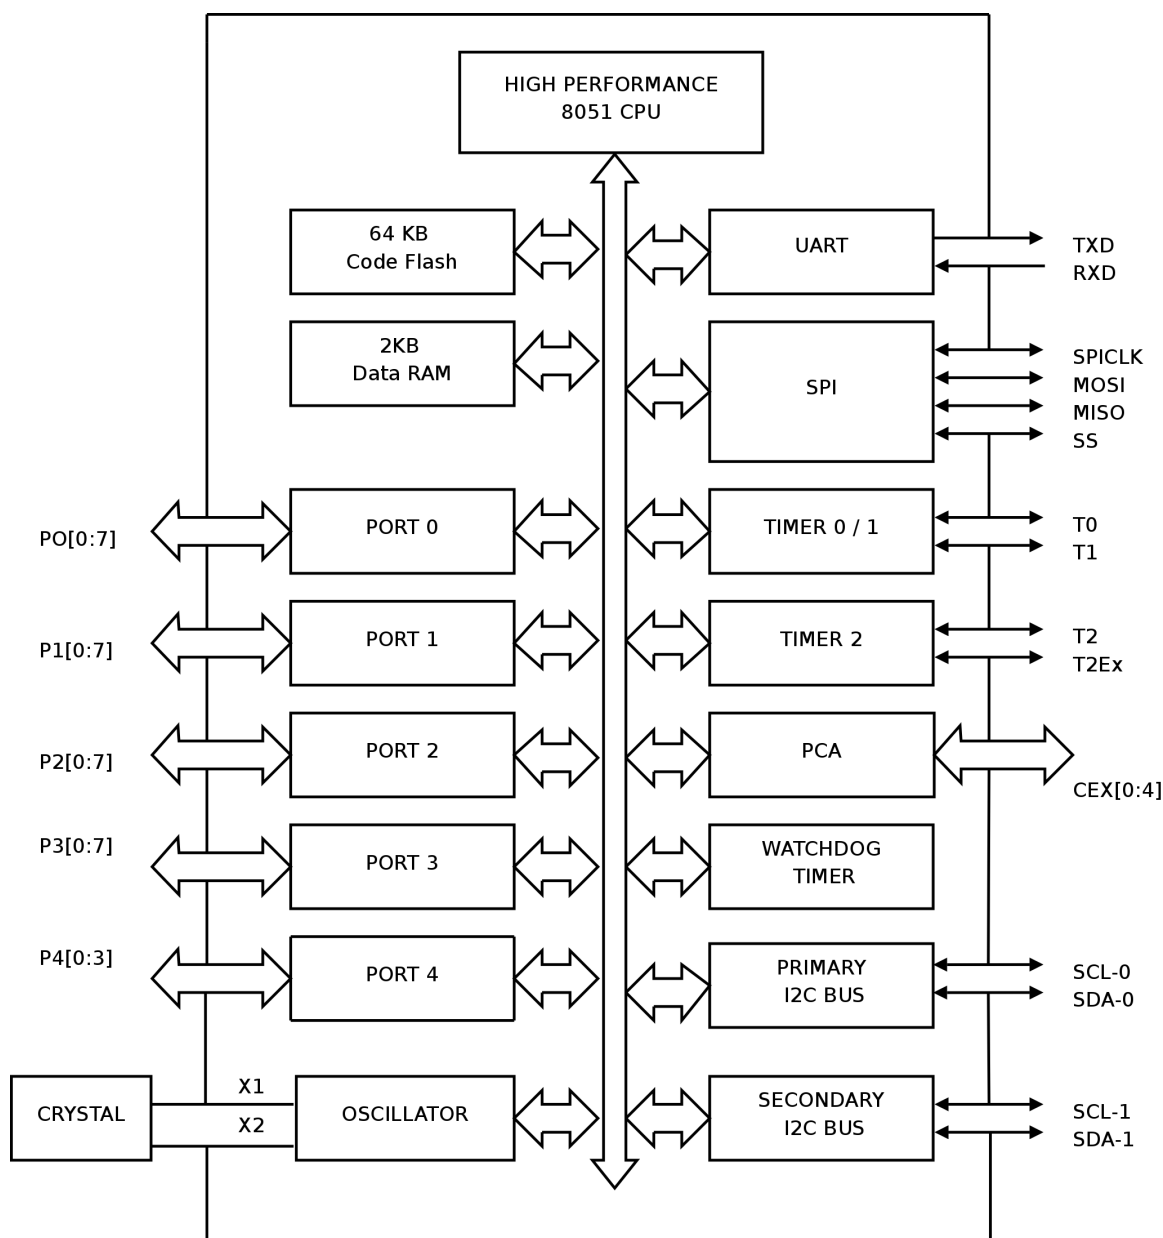 HIGH PERFORMANCE
8051 CPU
64 KB
Code Flash
UART
TXD
RXD
2KB
Data RAM
SPI
SPICLK
MOSI
MISO
SS
PO[0:7]
PORT 0
TIMER 0 / 1
T0
T1
P1[0:7]
PORT 1
TIMER 2
T2
T2Ex
P2[0:7]
PORT 2
PCA
CEX[0:4]
P3[0:7]
PORT 3
WATCHDOG
TIMER
P4[0:3]
PORT 4
PRIMARY
I2C BUS
SCL-0
SDA-0
CRYSTAL
X1
X2
OSCILLATOR
SECONDARY
I2C BUS
SCL-1
SDA-1